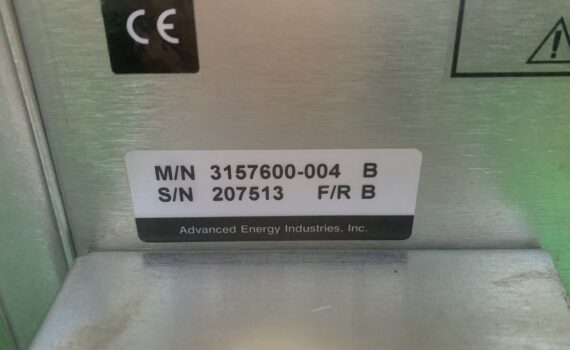 CE
M/N 3157600-004 B
S/N 207513 F/R B
Advanced Energy Industries, Inc.